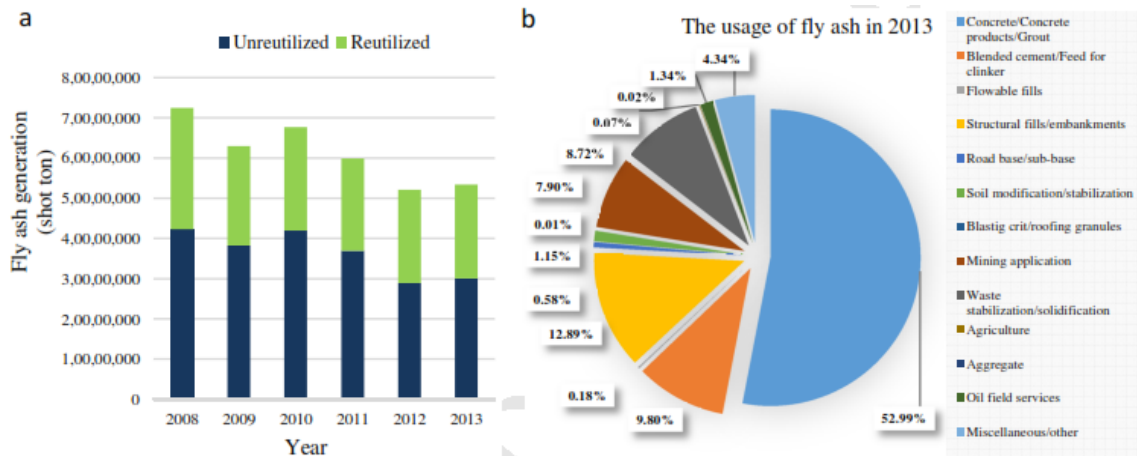 a
Unreutilized Reutilized
Fly ash generation
(shot ton)
8,00,00,000
7,00,00,000
6,00,00,000
5,00,00,000
4,00,00,000
3,00,00,000
2,00,00,000
1,00,00,000
0
2008 2009 2010 2011 2012 2013
Year
b
The usage of fly ash in 2013
4.34%
1.34%
0.02%
0.07%
8.72%
7.90%
0.01%
1.15%
0.58%
12.89%
0.18%
9.80%
52.99%
Concrete/Concrete
products/Grout
Blended cement/Feed for
clinker
Flowable fills
Structural fills/embankments
Road base/sub-base
Soil modification/stabilization
Blastig crit/roofing granules
Mining application
Waste
stabilization/solidification
Agriculture
Aggregate
Oil field services
Miscellaneous/other